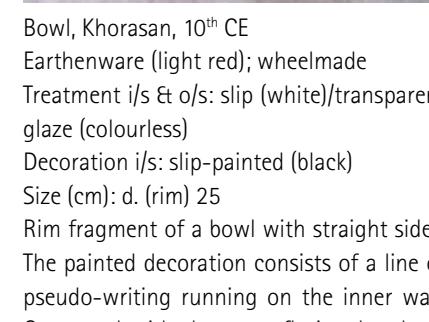 Bowl, Khorasan, 10th CE
Earthenware (light red); wheelmade
Treatment i/s & o/s: slip (white)/transparen
glaze (colourless)
Decoration i/s: slip-painted (black)
Size (cm): d. (rim) 25
Rim fragment of a bowl with straight side
The painted decoration consists of a line
pseudo-writing running on the inner wa